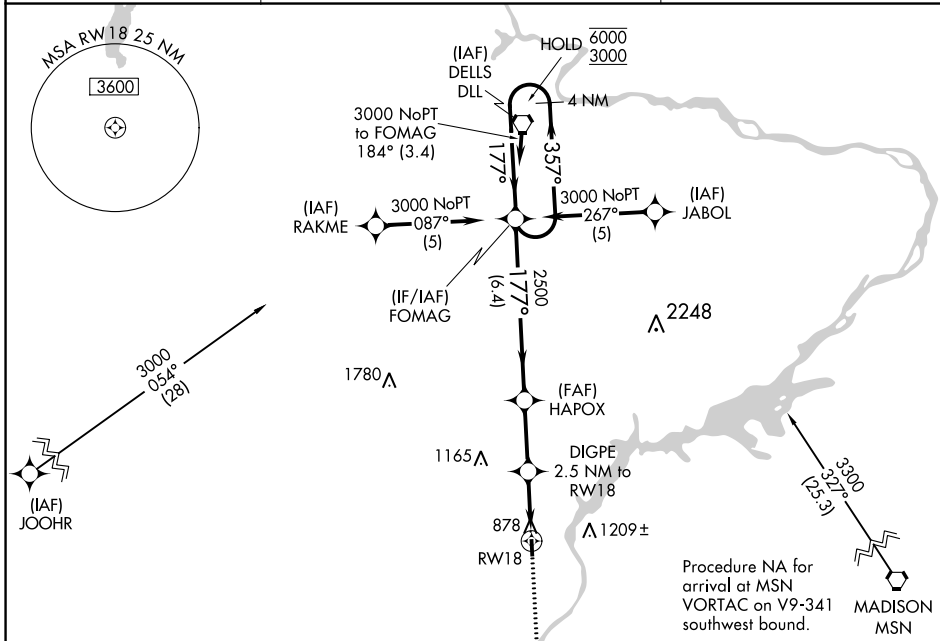 MSA RW 18 25 NM
3600
HOLD
6000
3000
(IAF)
DELLS
DLL
4 NM
3000 NoPT
to FOMAG
184° (3.4)
177°
357°
(IAF)
RAKME
3000 NoPT
087°
(5)
3000 NoPT
267°
(5)
(IAF)
JABOL
(IF/IAF)
FOMAG
2500
177°
(6.4)
2248
3000
054°
(28)
1780
(FAF)
HAPOX
(IAF)
JOOHR
1165
DIGPE
2.5 NM to
RW18
878
RW18
1209±
3300
327°
(25.3)
Procedure NA for
arrival at MSN
VORTAC on V9-341
southwest bound.
MADISON
MSN